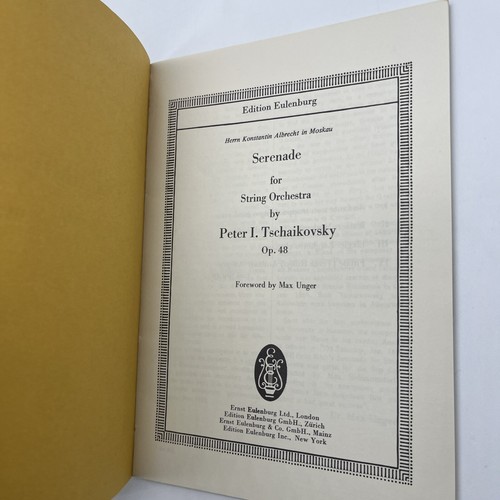 Edition Eulenburg
Herrn Konstantin Albrecht in Moskau
Serenade
for
String Orchestra
by
Peter I. Tschaikovsky
Op. 48
Foreword by Max Unger
Ernst Eulenburg Ltd., London
Edition Eulenburg GmbH., Zürich
Ernst Eulenburg & Co. GmbH., Mainz
Edition Eulenburg Inc., New York